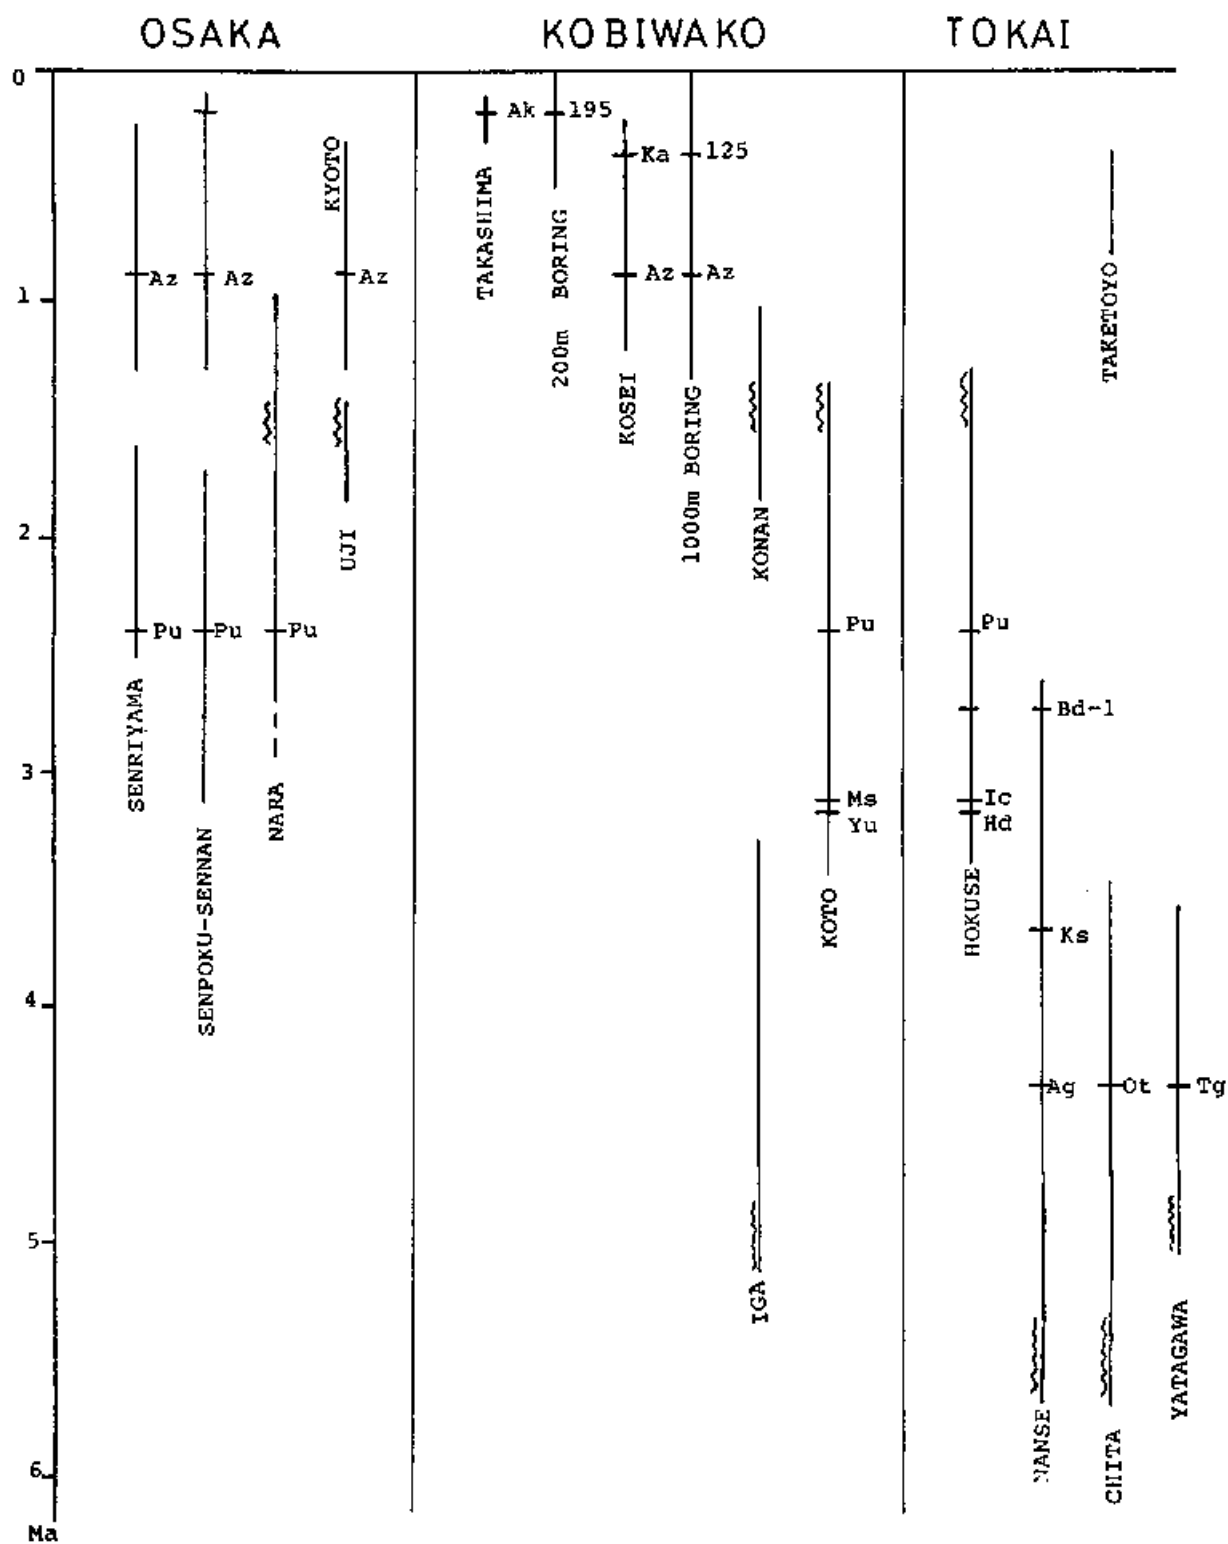 OSAKA KOBIWAKO TOKAI
0
Ak 195
Ka 125
KYOTO
TAKASHIMA
200m BORING
Az Az Az Az Az
1
TAKETOYO
KOSEI
1000m BORING
KONAN
2
UJI
Pu Pu Pu Pu Pu
SENRIYAMA
Bd-1
3
NARA
Ms Ic
Yu Hd
SENPOKU-SENNAN
KOTO
HOKUSE
Ks
4
Ag Ot Tg
5
IGA
YATAGAWA
NANSE
CHITA
6
Ma